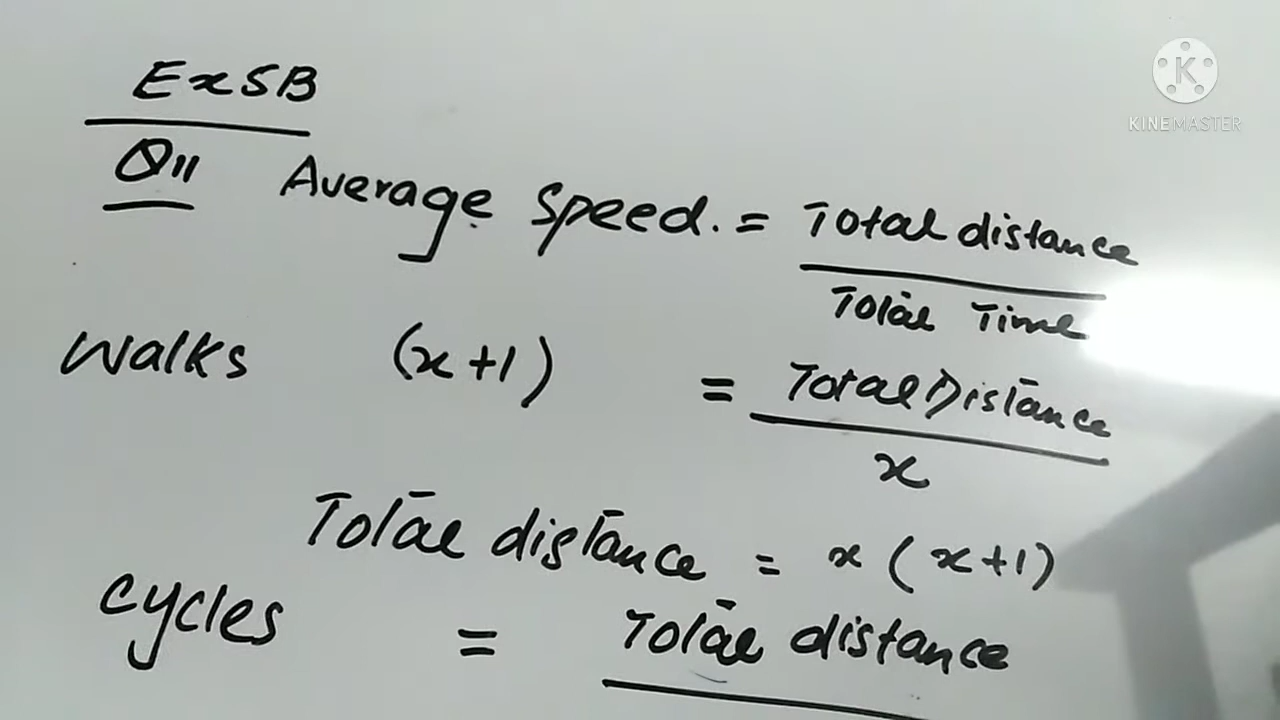 Ex5B
KINEMASTER
Q11 Average speed. = Total distance
Total Time
walks (x+1) = Total Distance
x
Total distance = x(x+1)
cycles = Total distance